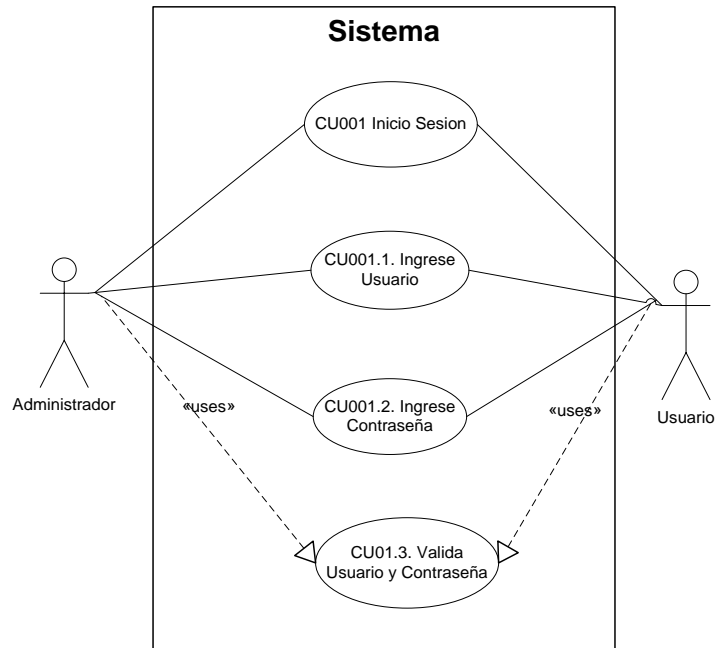 Sistema
CU001 Inicio Sesion
CU001.1. Ingrese
Usuario
Administrador
«uses»
CU001.2. Ingrese
Contraseña
«uses»
Usuario
CU01.3. Valida
Usuario y Contraseña